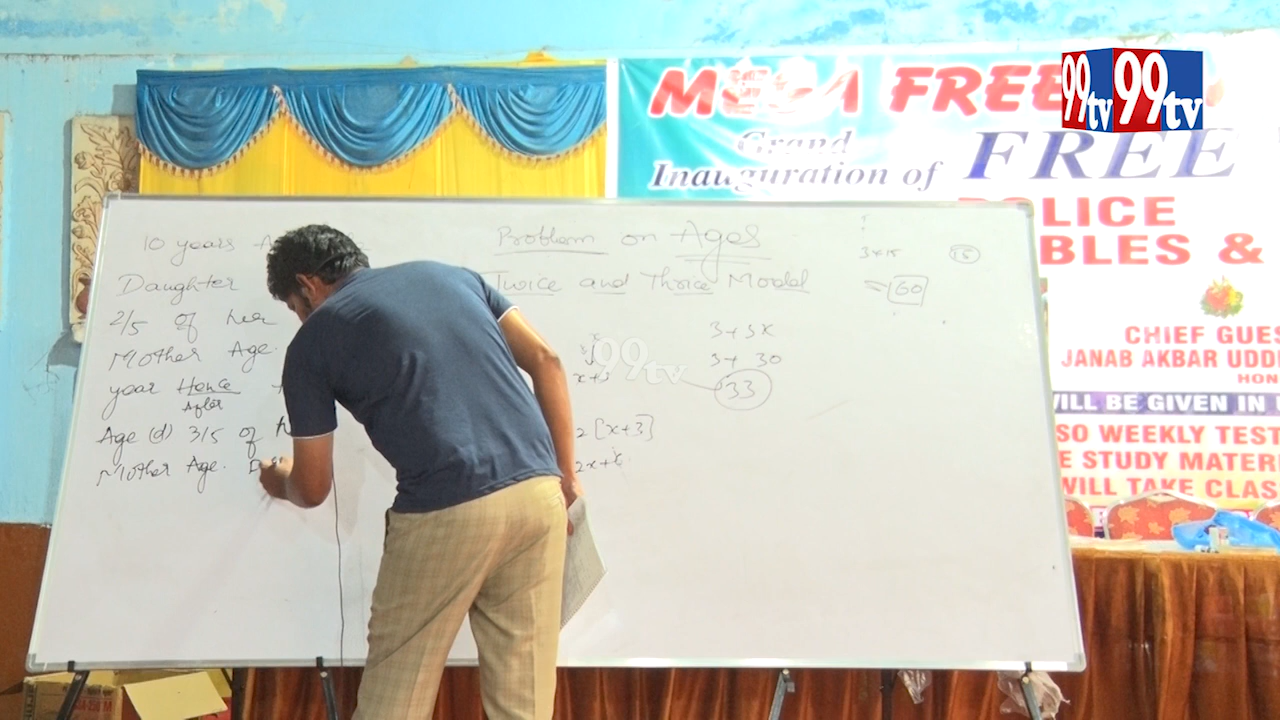 99tv 99tv
MEGA FREE
Grand
Inauguration of FREE
POLICE
BLES &
CHIEF GUES
JANAB AKBAR UDD
HON
WILL BE GIVEN IN
SO WEEKLY TEST
E STUDY MATER
WILL TAKE CLAS
99tv
10 years
Daughter
2/5 of her
Mother Age.
year Hence
After
Age (d) 3/5 of
Mother Age.
Problem on Ages
Twice and Thrice Model
3x15
15
60
3+3x
3+ 30
33
x+3
2[x+3]
2x+6